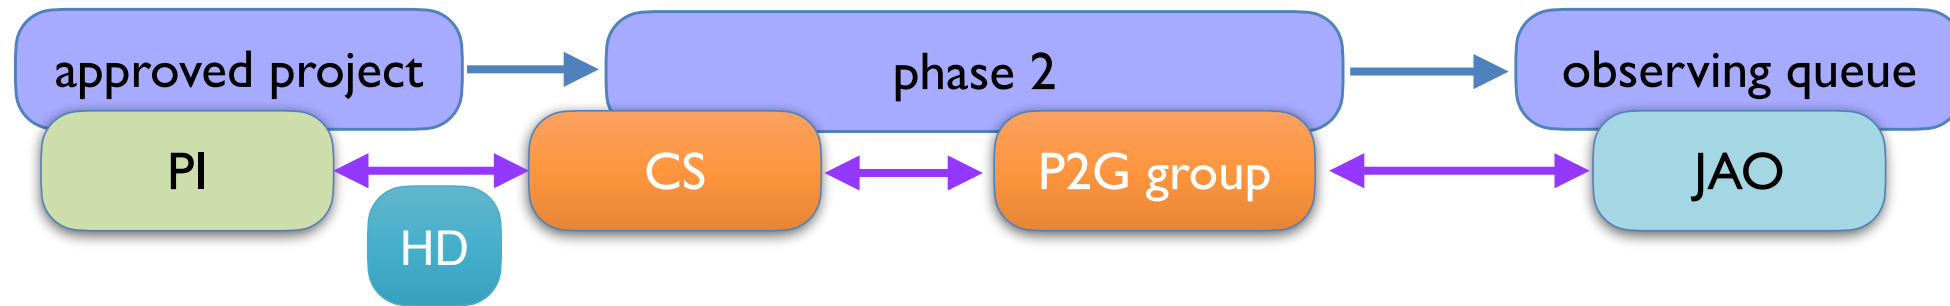 approved project
phase 2
observing queue
PI
CS
P2G group
JAO
HD